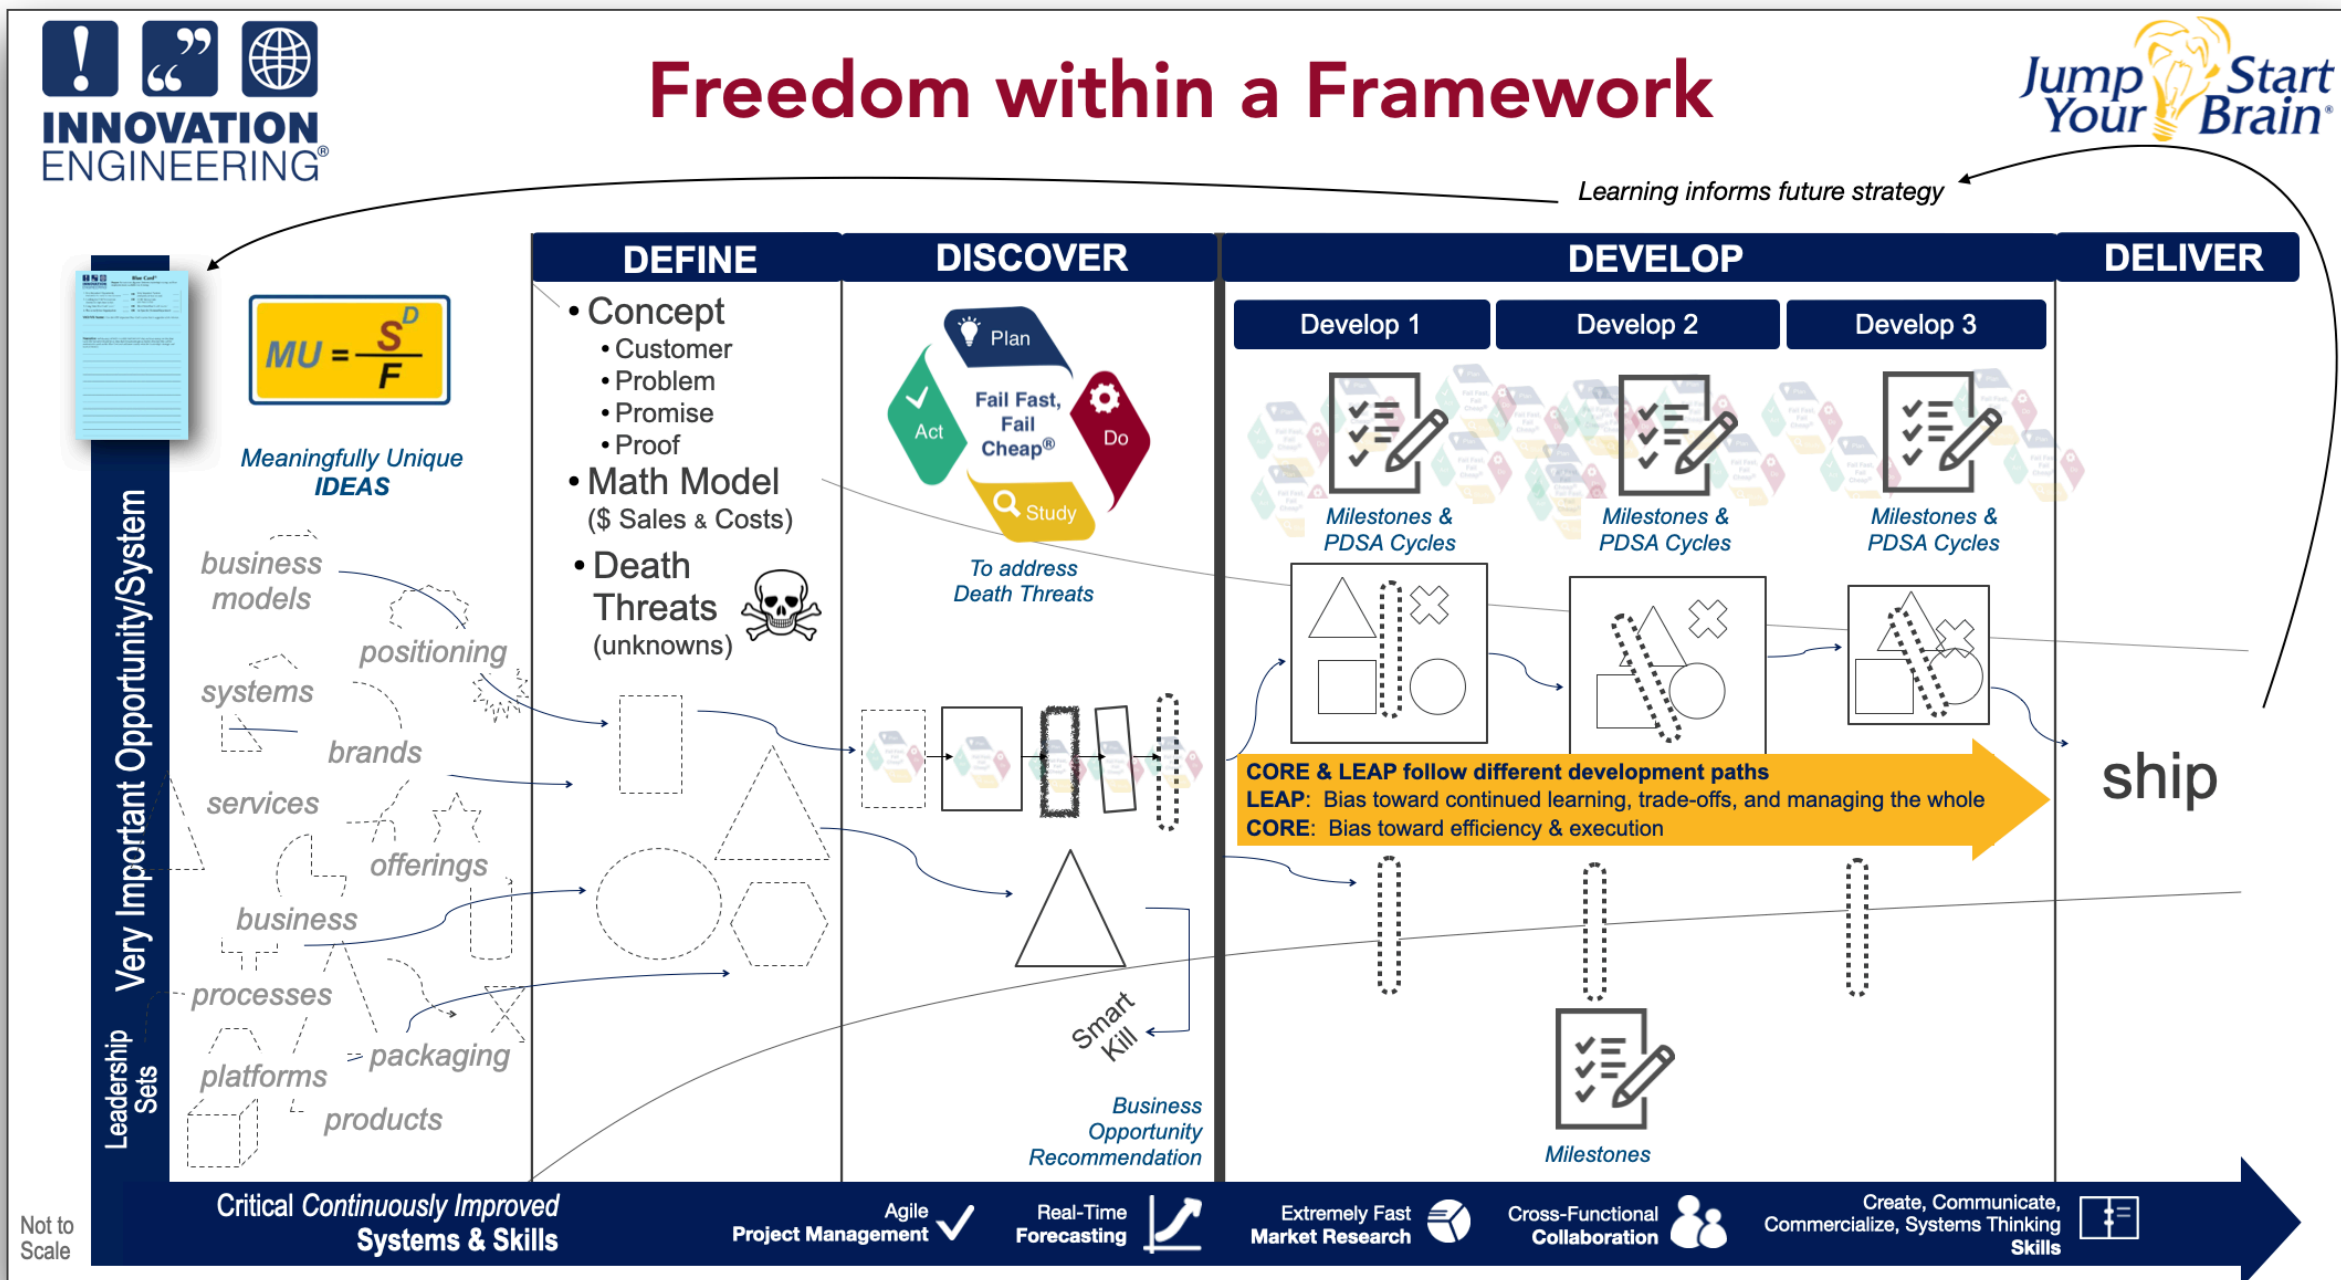 INNOVATION
ENGINEERING®
Freedom within a Framework
Jump Start
Your Brain®
Learning informs future strategy
DEFINE
DISCOVER
DEVELOP
DELIVER
Blue Card
INNOVATION
MU = S^D / F
Meaningfully Unique
IDEAS
Very Important Opportunity/System
Leadership
Sets
business
models
positioning
systems
brands
services
offerings
business
processes
packaging
platforms
products
• Concept
• Customer
• Problem
• Promise
• Proof
• Math Model
($ Sales & Costs)
• Death
Threats
(unknowns)
Plan
Do
Study
Act
Fail Fast,
Fail
Cheap®
To address
Death Threats
Smart
Kill
Business
Opportunity
Recommendation
Develop 1
Develop 2
Develop 3
Milestones &
PDSA Cycles
Milestones &
PDSA Cycles
Milestones &
PDSA Cycles
CORE & LEAP follow different development paths
LEAP: Bias toward continued learning, trade-offs, and managing the whole
CORE: Bias toward efficiency & execution
ship
Milestones
Not to
Scale
Critical Continuously Improved
Systems & Skills
Agile
Project Management
Real-Time
Forecasting
Extremely Fast
Market Research
Cross-Functional
Collaboration
Create, Communicate,
Commercialize, Systems Thinking
Skills